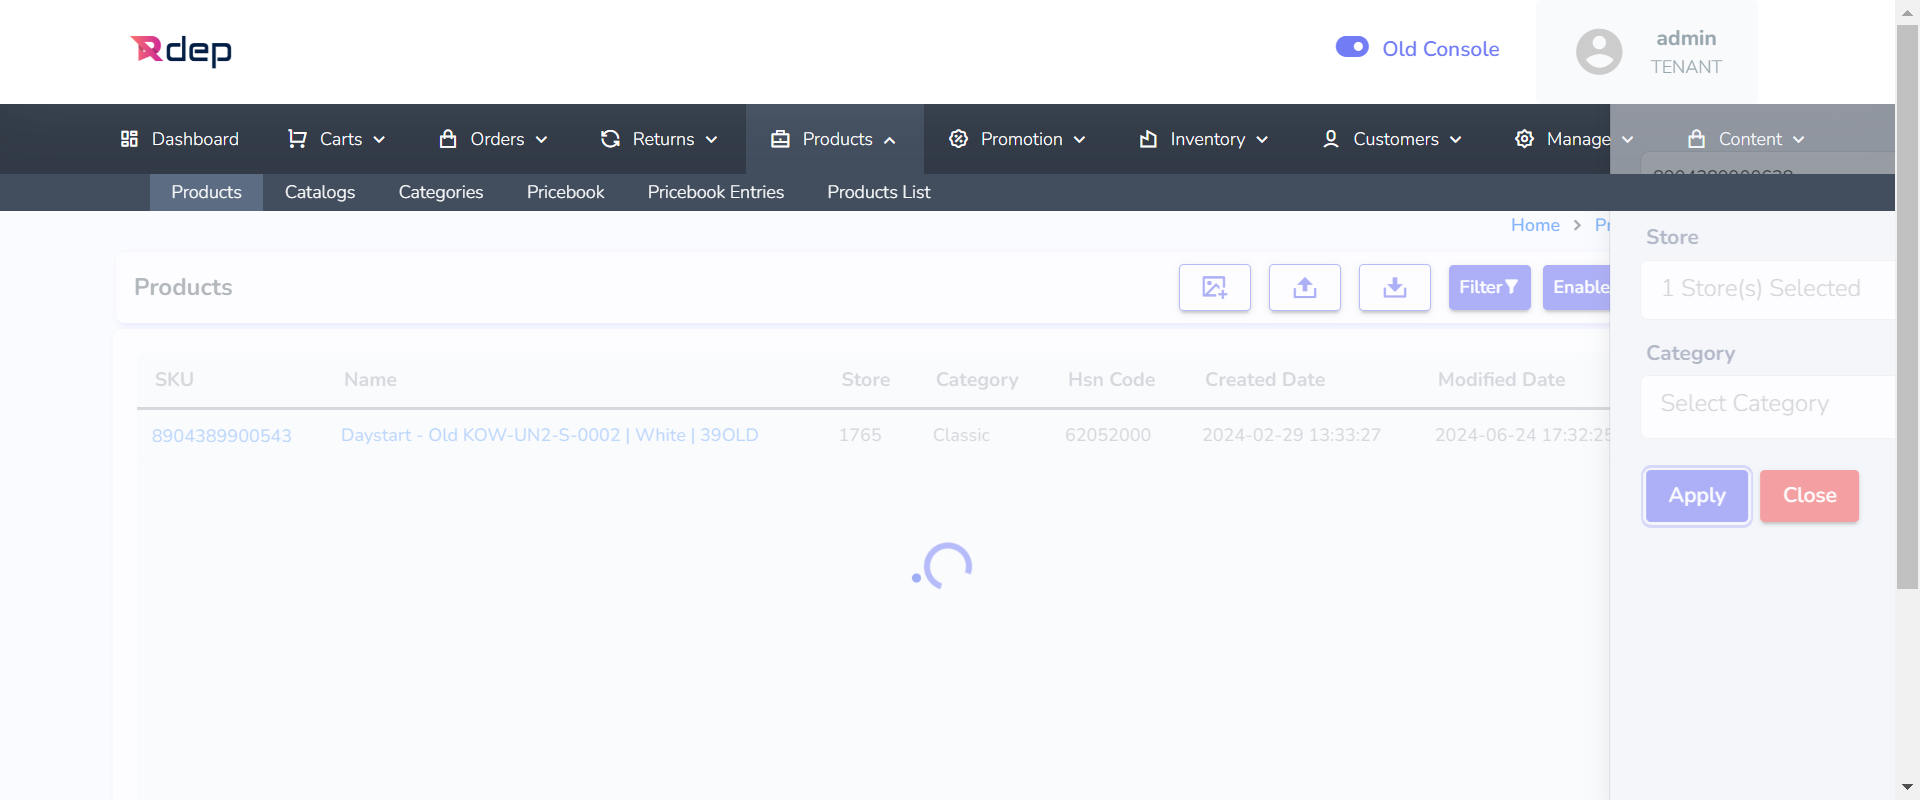 Rdep
Old Console
admin
TENANT
Dashboard
Carts
Orders
Returns
Products
Promotion
Inventory
Customers
Manage
Content
Products
Catalogs
Categories
Pricebook
Pricebook Entries
Products List
Home > Pr
Store
1 Store(s) Selected
Products
Filter
Enable
Category
Select Category
SKU
Name
Store
Category
Hsn Code
Created Date
Modified Date
8904389900543
Daystart - Old KOW-UN2-S-0002 | White | 39OLD
1765
Classic
62052000
2024-02-29 13:33:27
2024-06-24 17:32:25
Apply
Close